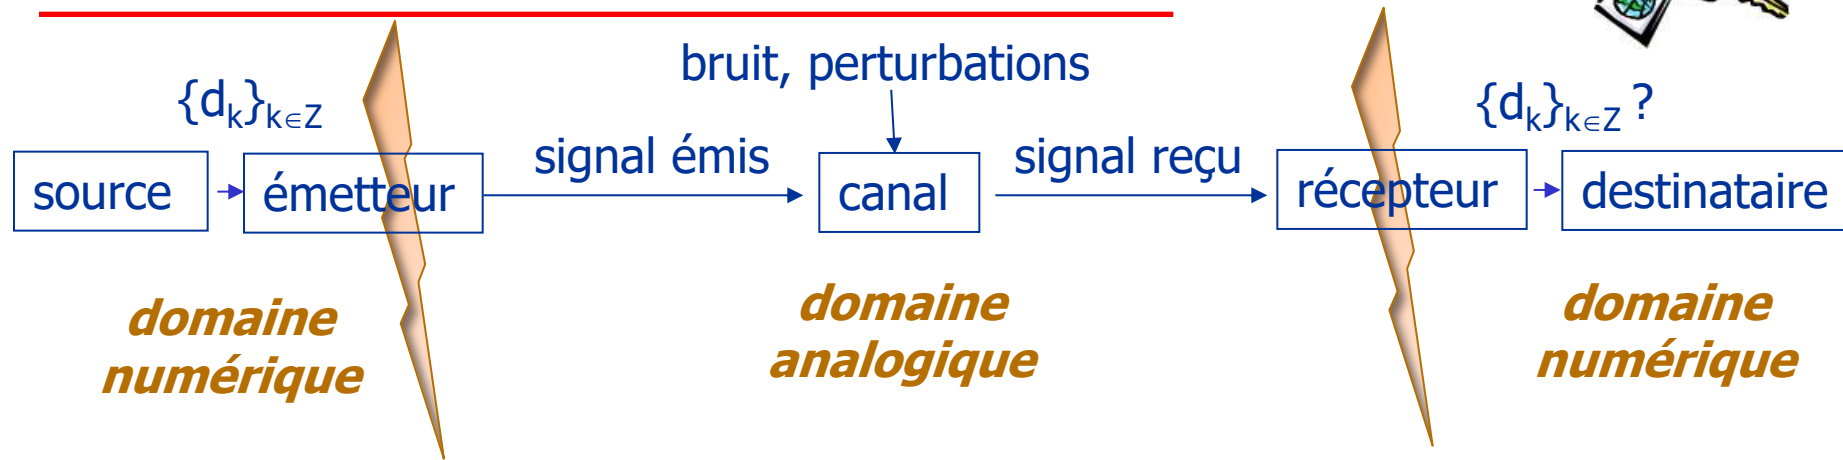 bruit, perturbations
{dₖ}ₖ∈Z
{dₖ}ₖ∈Z ?
signal émis
signal reçu
source
émetteur
canal
récepteur
destinataire
domaine
numérique
domaine
analogique
domaine
numérique